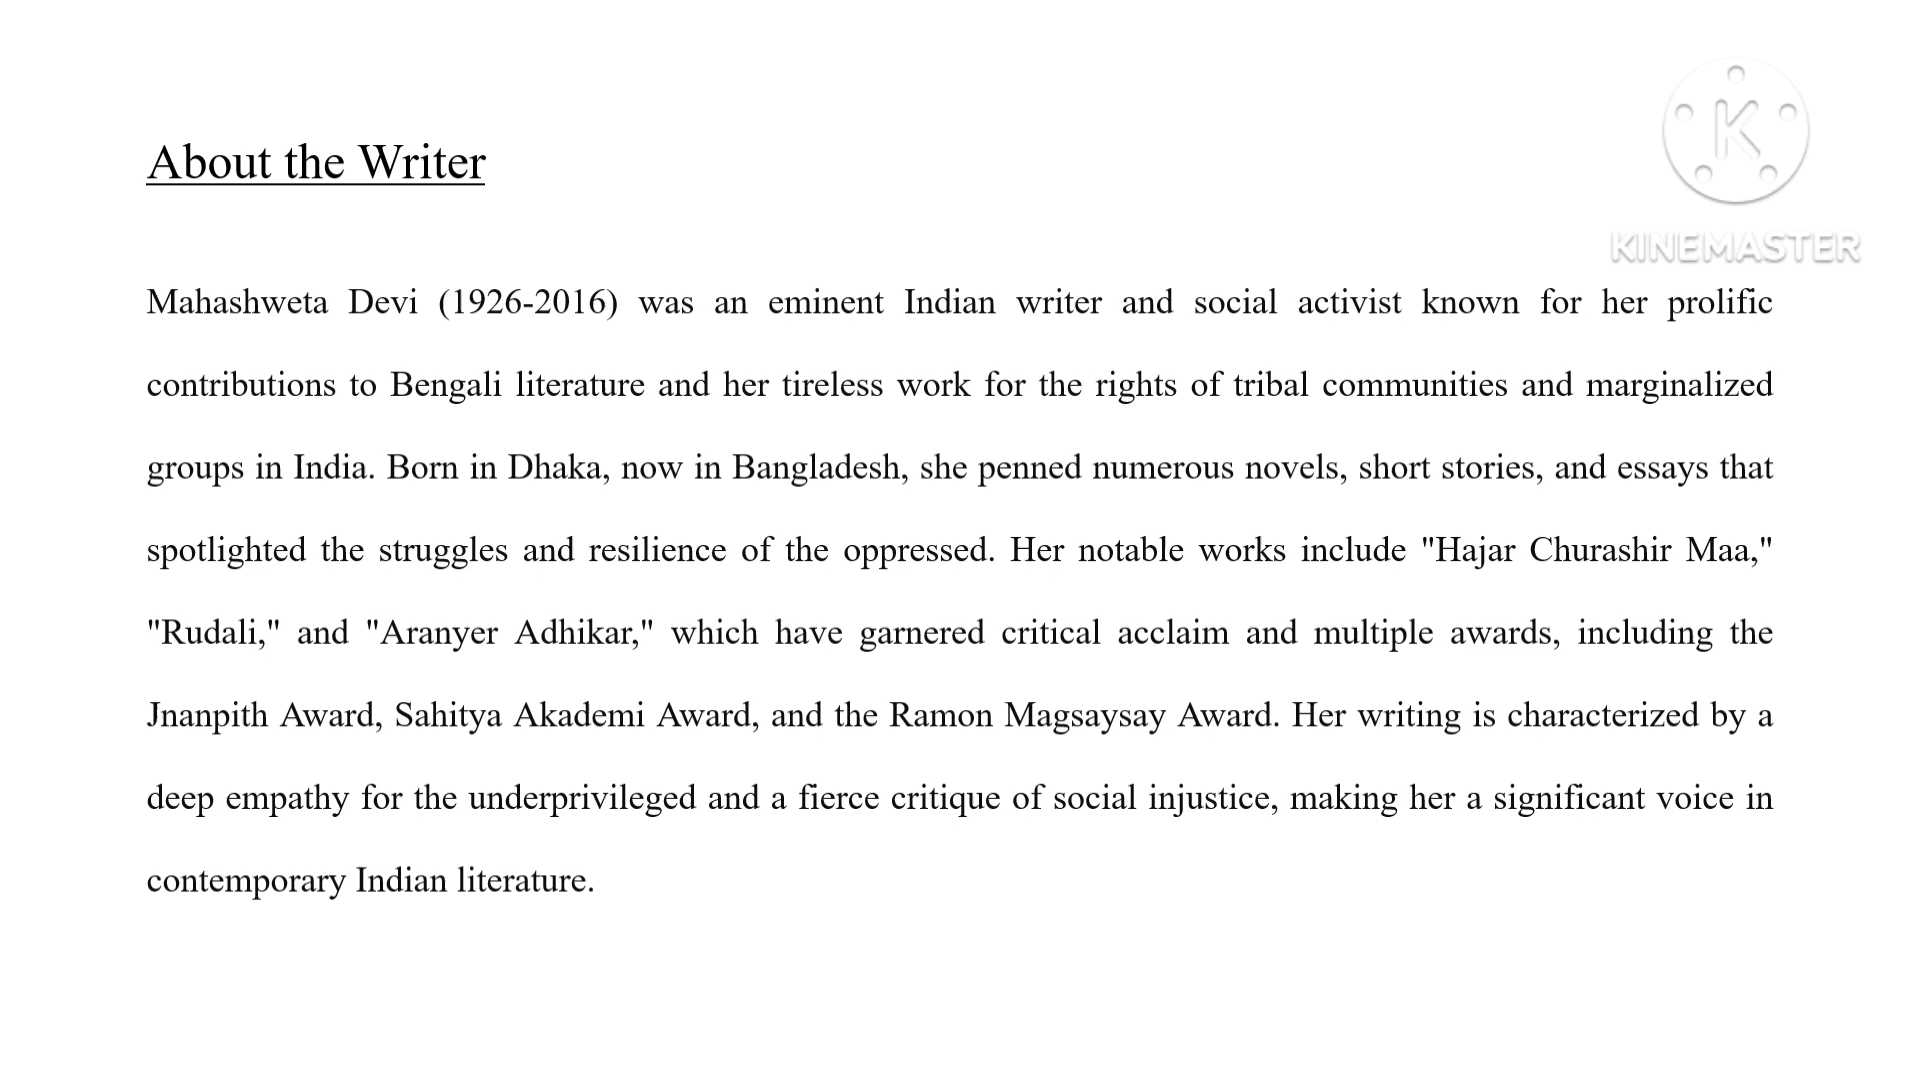 About the Writer
K
KINEMASTER
Mahashweta Devi (1926-2016) was an eminent Indian writer and social activist known for her prolific
contributions to Bengali literature and her tireless work for the rights of tribal communities and marginalized
groups in India. Born in Dhaka, now in Bangladesh, she penned numerous novels, short stories, and essays that
spotlighted the struggles and resilience of the oppressed. Her notable works include "Hajar Churashir Maa,"
"Rudali," and "Aranyer Adhikar," which have garnered critical acclaim and multiple awards, including the
Jnanpith Award, Sahitya Akademi Award, and the Ramon Magsaysay Award. Her writing is characterized by a
deep empathy for the underprivileged and a fierce critique of social injustice, making her a significant voice in
contemporary Indian literature.